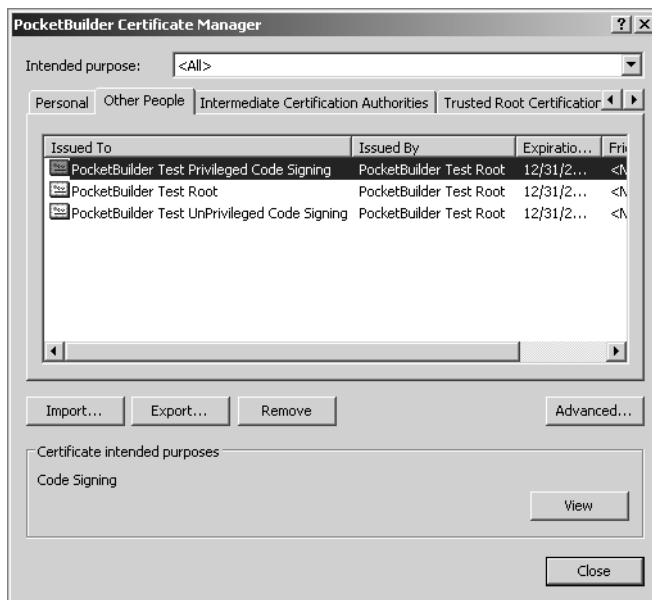 PocketBuilder Certificate Manager
Intended purpose: <All>
Personal Other People Intermediate Certification Authorities Trusted Root Certification
Issued To Issued By Expiratio... Frie
PocketBuilder Test Privileged Code Signing PocketBuilder Test Root 12/31/2... <N
PocketBuilder Test Root PocketBuilder Test Root 12/31/2... <N
PocketBuilder Test UnPrivileged Code Signing PocketBuilder Test Root 12/31/2... <N
Import... Export... Remove Advanced...
Certificate intended purposes
Code Signing
View
Close